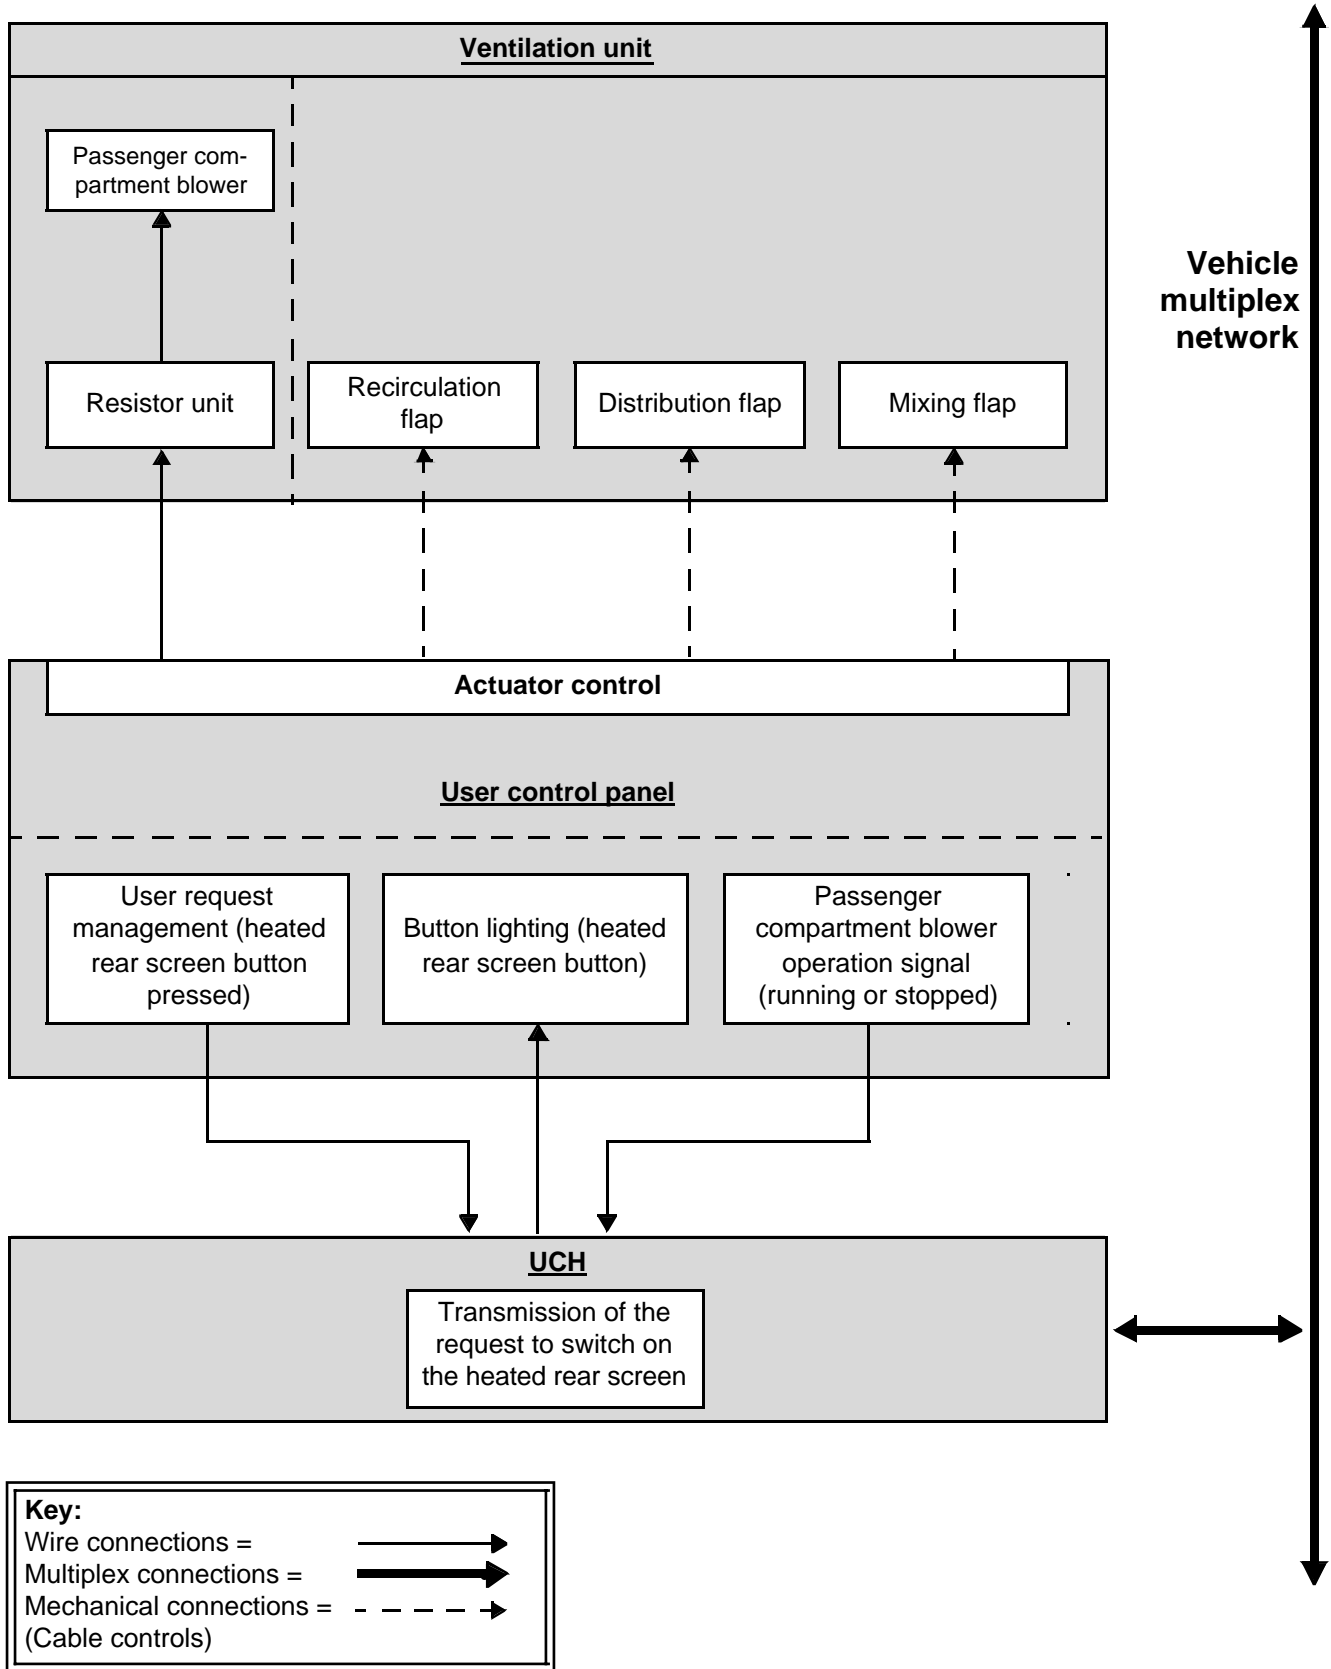 Ventilation unit
Passenger com-
partment blower
Vehicle
multiplex
network
Resistor unit
Recirculation
flap
Distribution flap
Mixing flap
Actuator control
User control panel
User request
management (heated
rear screen button
pressed)
Button lighting (heated
rear screen button)
Passenger
compartment blower
operation signal
(running or stopped)
UCH
Transmission of the
request to switch on
the heated rear screen
Key:
Wire connections =
Multiplex connections =
Mechanical connections =
(Cable controls)